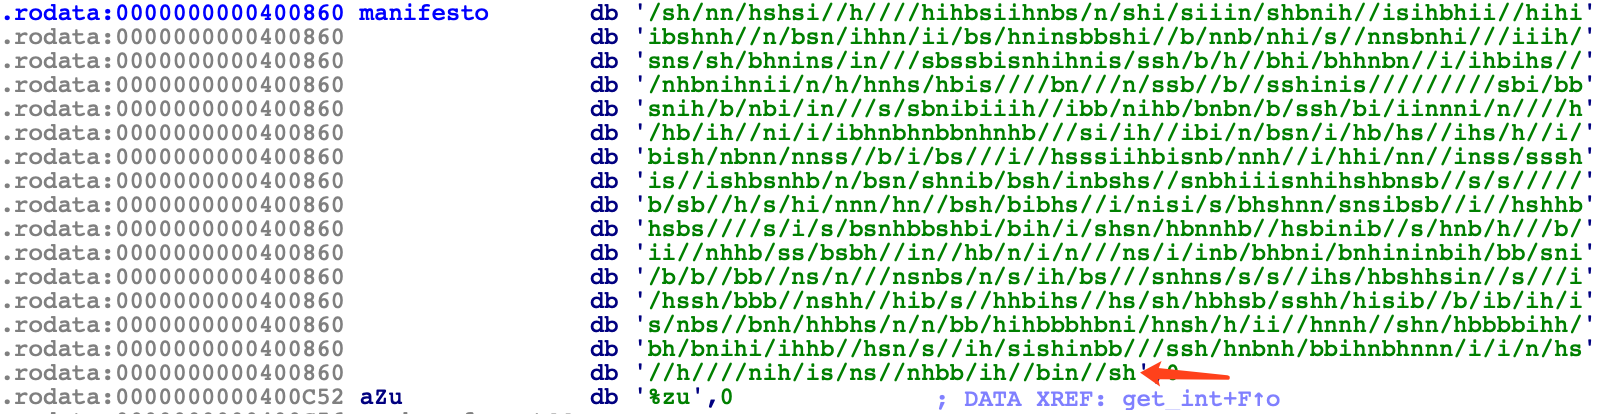 .rodata:0000000000400860 manifesto db '/sh/nn/hshsi//h////hihbsiihnbs/n/shi/siiin/shbnih//isihbhii//hihi'
.rodata:0000000000400860 db 'ibshnh//n/bsn/ihhn/ii/bs/hninsbbshi//b/nnb/nhi/s//nnsbnhi///iiih/'
.rodata:0000000000400860 db 'sns/sh/bhnins/in///sbssbisnhihnis/ssh/b/h//bhi/bhhnbn//i/ihbihs//'
.rodata:0000000000400860 db '/nhbnihnii/n/h/hnhs/hbis////bn///n/ssb//b//sshinis/////////sbi/bb'
.rodata:0000000000400860 db 'snih/b/nbi/in///s/sbnibiiih//ibb/nihb/bnbn/b/ssh/bi/iinnni/n////h'
.rodata:0000000000400860 db '/hb/ih//ni/i/ibhnbhnbbnhnhb///si/ih//ibi/n/bsn/i/hb/hs//ihs/h//i/'
.rodata:0000000000400860 db 'bish/nbnn/nnss//b/i/bs///i//hsssiihbisnb/nnh//i/hhi/nn//inss/sssh'
.rodata:0000000000400860 db 'is//ishbsnhb/n/bsn/shnib/bsh/inbshs//snbhiiisnhihshbnsb//s/s/////'
.rodata:0000000000400860 db 'b/sb//h/s/hi/nnn/hn//bsh/bibhs//i/nisi/s/bhshnn/snsibsb//i//hshhb'
.rodata:0000000000400860 db 'hsbs////s/i/s/bsnhbbshbi/bih/i/shsn/hbnnhb//hsbinib//s/hnb/h///b/'
.rodata:0000000000400860 db 'ii//nhhb/ss/bsbh//in//hb/n/i/n///ns/i/inb/bhbni/bnhininbih/bb/sni'
.rodata:0000000000400860 db '/b/b//bb//ns/n///nsnbs/n/s/ih/bs///snhns/s/s//ihs/hbshhsin//s///i'
.rodata:0000000000400860 db '/hssh/bbb//nshh//hib/s//hhbihs//hs/sh/hbhsb/sshh/hisib//b/ib/ih/i'
.rodata:0000000000400860 db 's/nbs//bnh/hhbhs/n/n/bb/hihbbbhbni/hnsh/h/ii//hnnh//shn/hbbbbihh/'
.rodata:0000000000400860 db 'bh/bnihi/ihhb//hsn/s//ih/sishinbb///ssh/hnbnh/bbihnbhnnn/i/i/n/hs'
.rodata:0000000000400860 db '//h////nih/is/ns//nhbb/ih//bin//sh',0
.rodata:0000000000400C52 aZu db '%zu',0 ; DATA XREF: get_int+F↑o